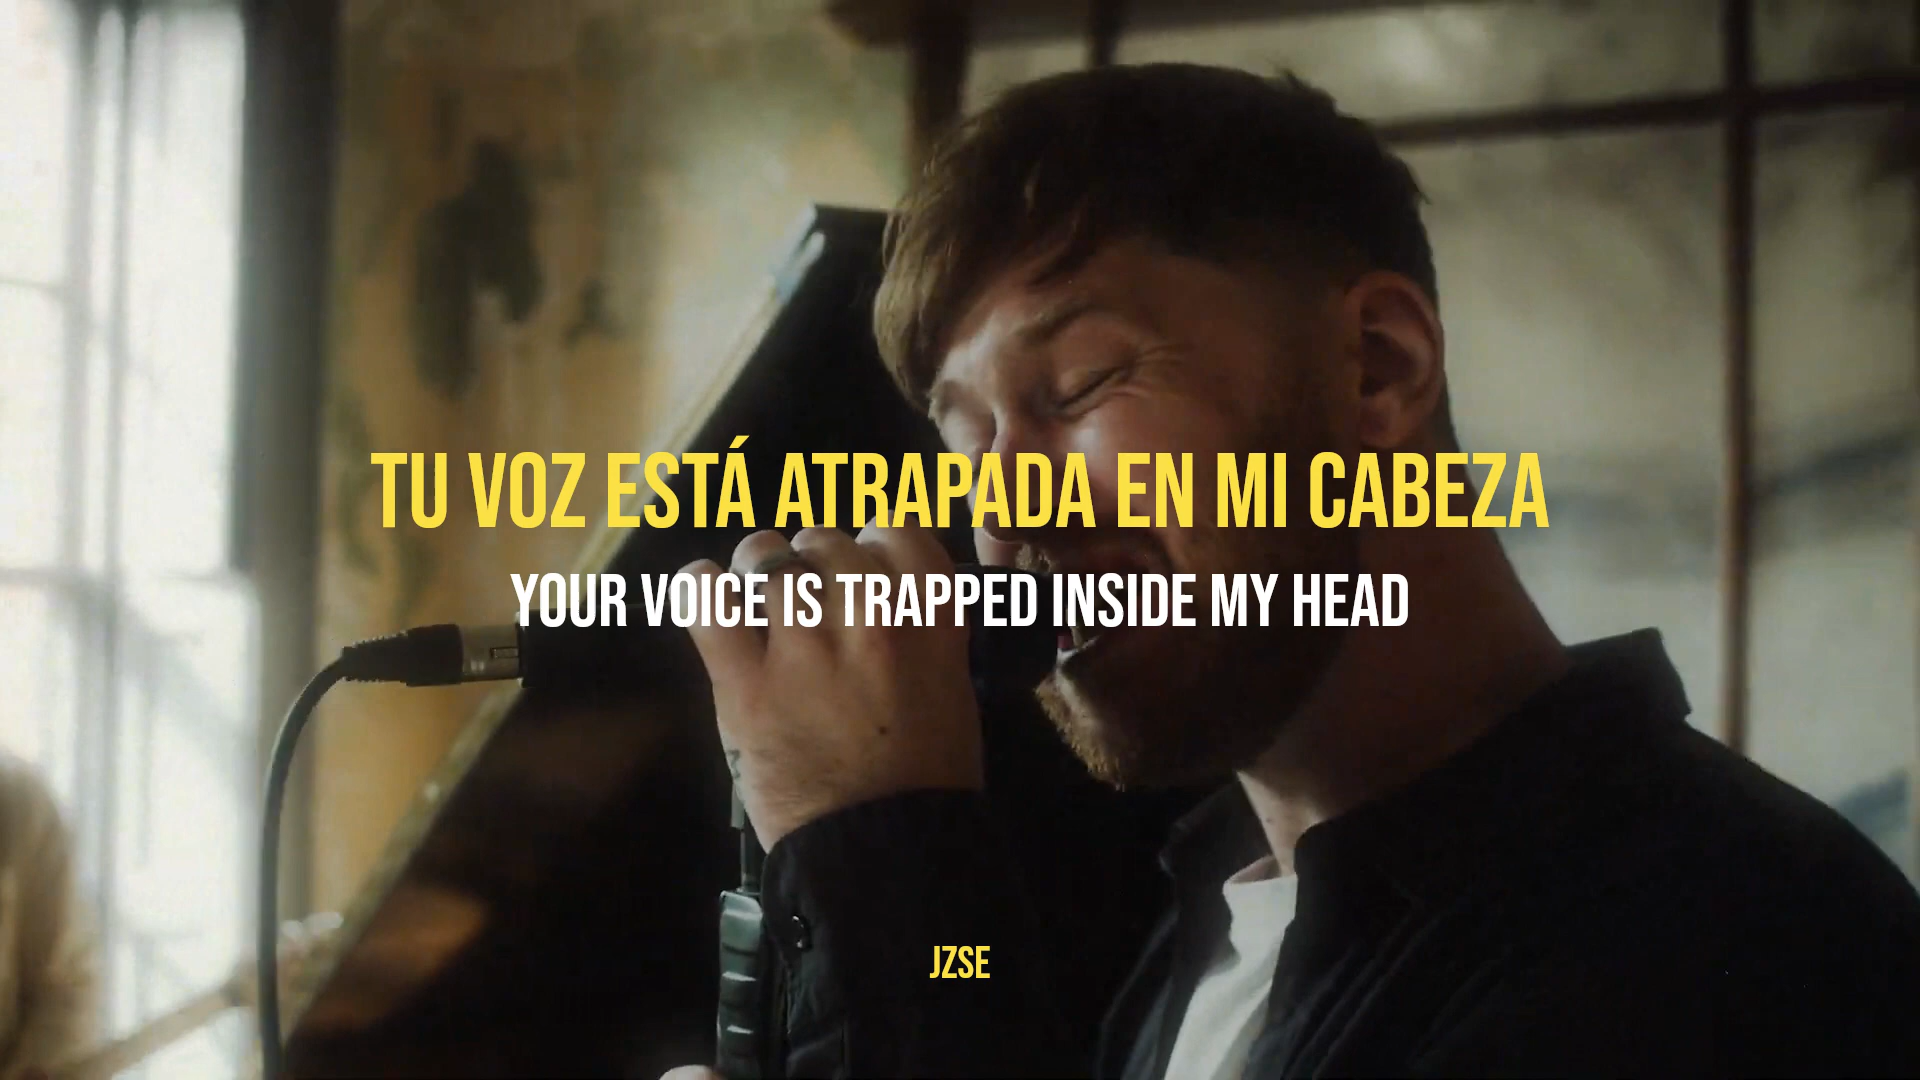 TU VOZ ESTÁ ATRAPADA EN MI CABEZA
YOUR VOICE IS TRAPPED INSIDE MY HEAD
JZSE